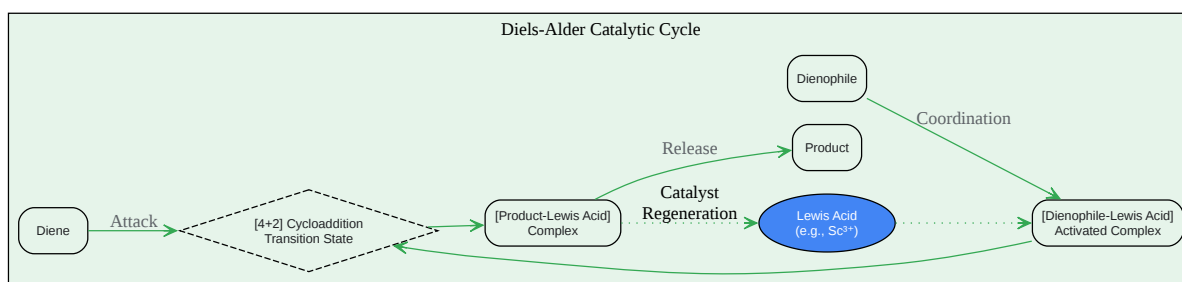 Diels-Alder Catalytic Cycle
Dienophile
Coordination
Product
Release
Catalyst
Regeneration
Diene
Attack
[4+2] Cycloaddition
Transition State
[Product-Lewis Acid]
Complex
Lewis Acid
(e.g., Sc³⁺)
[Dienophile-Lewis Acid]
Activated Complex